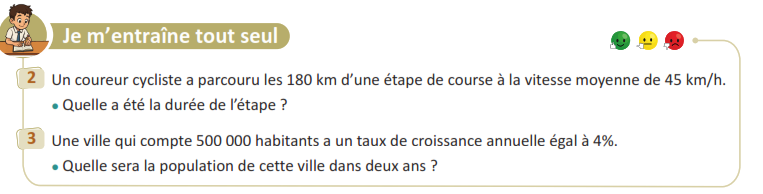 Je m’entraîne tout seul
2 Un coureur cycliste a parcouru les 180 km d’une étape de course à la vitesse moyenne de 45 km/h.
• Quelle a été la durée de l’étape ?
3 Une ville qui compte 500 000 habitants a un taux de croissance annuelle égal à 4%.
• Quelle sera la population de cette ville dans deux ans ?